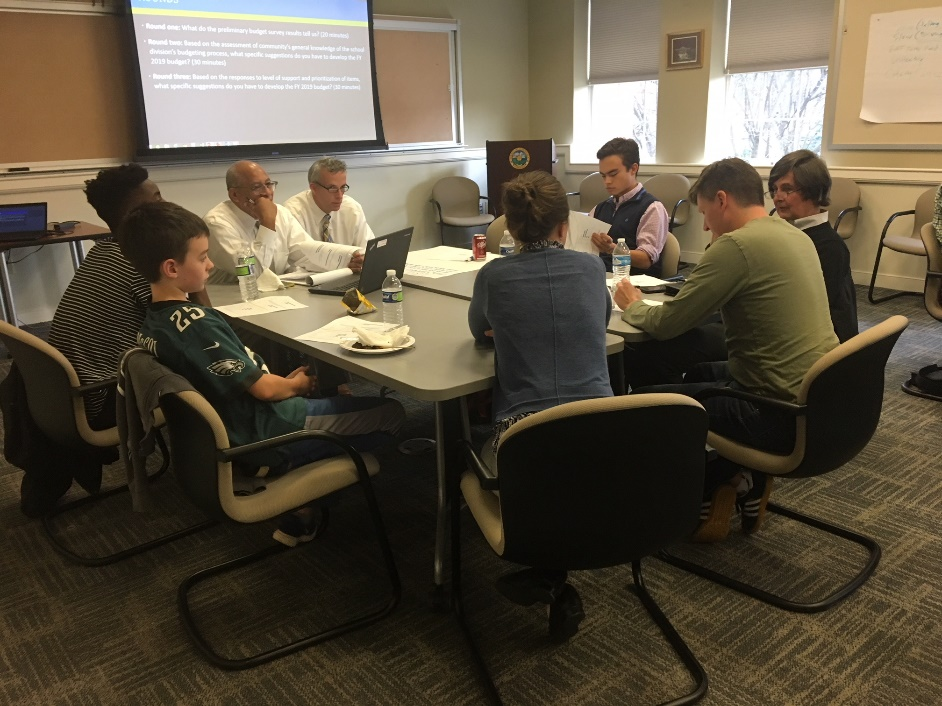 ROUNDS
- Round one: What do the preliminary budget survey results tell us? (20 minutes)
- Round two: Based on the assessment of community's general knowledge of the school
division's budgeting process, what specific suggestions do you have to develop the FY
2019 budget? (30 minutes)
- Round three: Based on the responses to level of support and prioritization of items,
what specific suggestions do you have to develop the FY 2019 budget? (30 minutes)
25